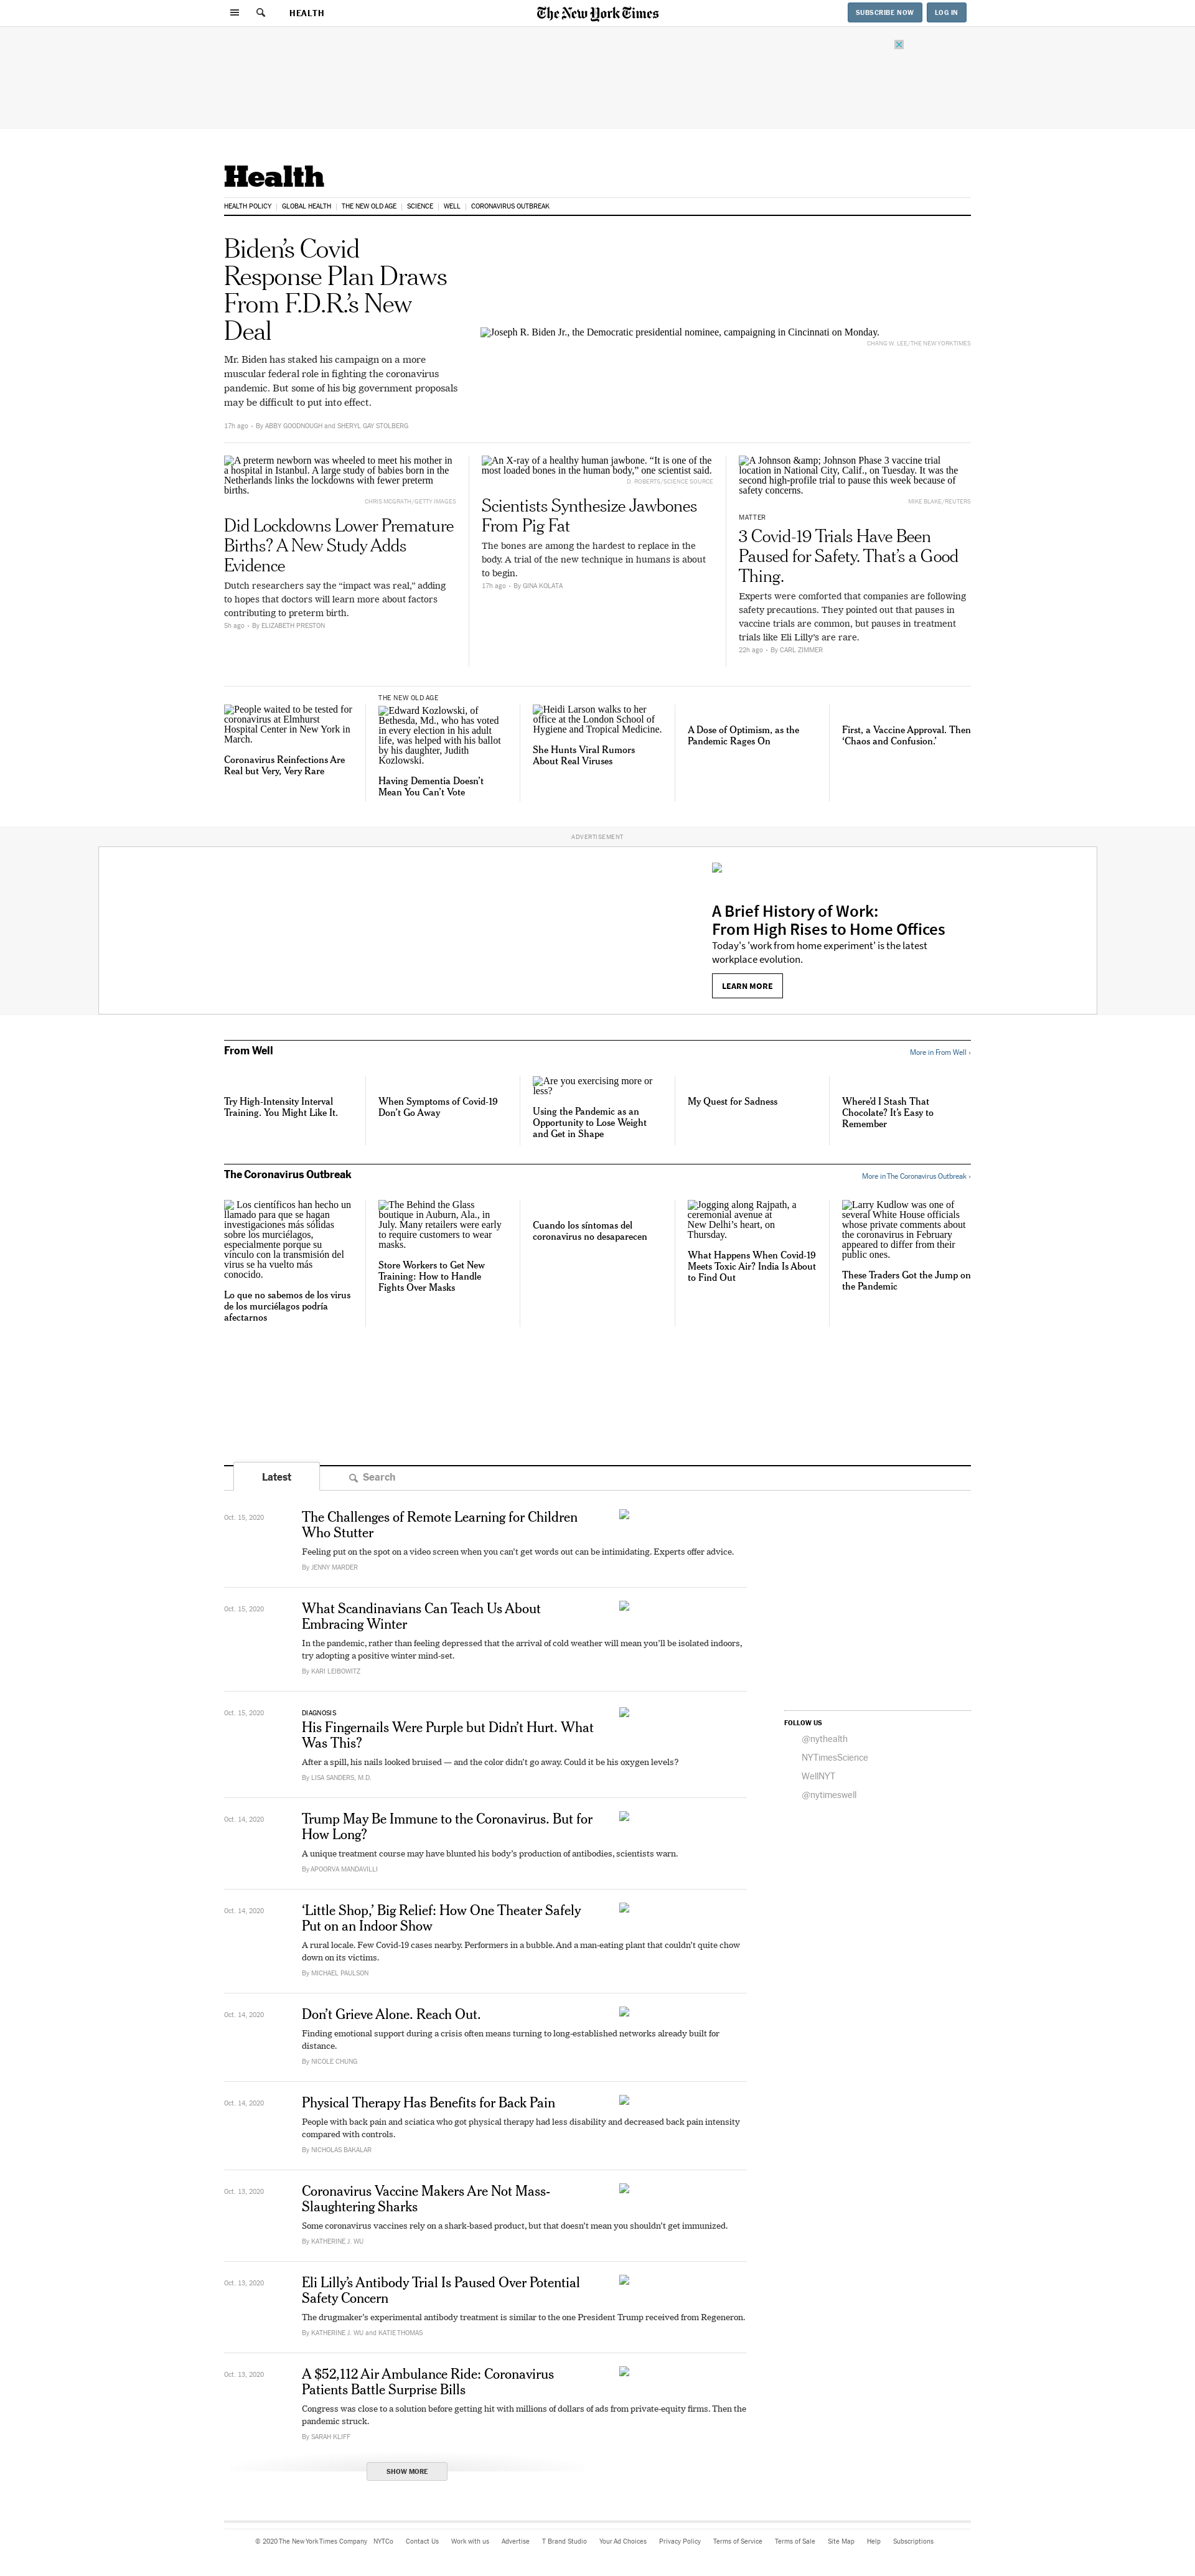 HEALTH
The New York Times
SUBSCRIBE NOW
LOG IN
Health
HEALTH POLICY
GLOBAL HEALTH
THE NEW OLD AGE
SCIENCE
WELL
CORONAVIRUS OUTBREAK
Biden’s Covid
Response Plan Draws
From F.D.R.’s New
Deal
Mr. Biden has staked his campaign on a more
muscular federal role in fighting the coronavirus
pandemic. But some of his big government proposals
may be difficult to put into effect.
17h ago • By ABBY GOODNOUGH and SHERYL GAY STOLBERG
Joseph R. Biden Jr., the Democratic presidential nominee, campaigning in Cincinnati on Monday.
CHANG W. LEE/THE NEW YORK TIMES
A preterm newborn was wheeled to meet his mother in
a hospital in Istanbul. A large study of babies born in the
Netherlands links the lockdowns with fewer preterm
births.
CHRIS MCGRATH/GETTY IMAGES
Did Lockdowns Lower Premature
Births? A New Study Adds
Evidence
Dutch researchers say the “impact was real,” adding
to hopes that doctors will learn more about factors
contributing to preterm birth.
5h ago • By ELIZABETH PRESTON
An X-ray of a healthy human jawbone. “It is one of the
most loaded bones in the human body,” one scientist said.
D. ROBERTS/SCIENCE SOURCE
Scientists Synthesize Jawbones
From Pig Fat
The bones are among the hardest to replace in the
body. A trial of the new technique in humans is about
to begin.
17h ago • By GINA KOLATA
A Johnson &amp; Johnson Phase 3 vaccine trial
location in National City, Calif., on Tuesday. It was the
second high-profile trial to pause this week because of
safety concerns.
MIKE BLAKE/REUTERS
MATTER
3 Covid-19 Trials Have Been
Paused for Safety. That’s a Good
Thing.
Experts were comforted that companies are following
safety precautions. They pointed out that pauses in
vaccine trials are common, but pauses in treatment
trials like Eli Lilly’s are rare.
22h ago • By CARL ZIMMER
People waited to be tested for
coronavirus at Elmhurst
Hospital Center in New York in
March.
Coronavirus Reinfections Are
Real but Very, Very Rare
THE NEW OLD AGE
Edward Kozlowski, of
Bethesda, Md., who has voted
in every election in his adult
life, was helped with his ballot
by his daughter, Judith
Kozlowski.
Having Dementia Doesn’t
Mean You Can’t Vote
Heidi Larson walks to her
office at the London School of
Hygiene and Tropical Medicine.
She Hunts Viral Rumors
About Real Viruses
A Dose of Optimism, as the
Pandemic Rages On
First, a Vaccine Approval. Then
‘Chaos and Confusion.’
ADVERTISEMENT
A Brief History of Work:
From High Rises to Home Offices
Today's 'work from home experiment' is the latest
workplace evolution.
LEARN MORE
From Well
More in From Well ›
Try High-Intensity Interval
Training. You Might Like It.
When Symptoms of Covid-19
Don’t Go Away
Are you exercising more or
less?
Using the Pandemic as an
Opportunity to Lose Weight
and Get in Shape
My Quest for Sadness
Where’d I Stash That
Chocolate? It’s Easy to
Remember
The Coronavirus Outbreak
More in The Coronavirus Outbreak ›
Los científicos han hecho un
llamado para que se hagan
investigaciones más sólidas
sobre los murciélagos,
especialmente porque su
vínculo con la transmisión del
virus se ha vuelto más
conocido.
Lo que no sabemos de los virus
de los murciélagos podría
afectarnos
The Behind the Glass
boutique in Auburn, Ala., in
July. Many retailers were early
to require customers to wear
masks.
Store Workers to Get New
Training: How to Handle
Fights Over Masks
Cuando los síntomas del
coronavirus no desaparecen
Jogging along Rajpath, a
ceremonial avenue at
New Delhi’s heart, on
Thursday.
What Happens When Covid-19
Meets Toxic Air? India Is About
to Find Out
Larry Kudlow was one of
several White House officials
whose private comments about
the coronavirus in February
appeared to differ from their
public ones.
These Traders Got the Jump on
the Pandemic
Latest
Search
Oct. 15, 2020
The Challenges of Remote Learning for Children
Who Stutter
Feeling put on the spot on a video screen when you can’t get words out can be intimidating. Experts offer advice.
By JENNY MARDER
Oct. 15, 2020
What Scandinavians Can Teach Us About
Embracing Winter
In the pandemic, rather than feeling depressed that the arrival of cold weather will mean you’ll be isolated indoors,
try adopting a positive winter mind-set.
By KARI LEIBOWITZ
Oct. 15, 2020
DIAGNOSIS
His Fingernails Were Purple but Didn’t Hurt. What
Was This?
After a spill, his nails looked bruised — and the color didn’t go away. Could it be his oxygen levels?
By LISA SANDERS, M.D.
FOLLOW US
@nythealth
NYTimesScience
WellNYT
@nytimeswell
Oct. 14, 2020
Trump May Be Immune to the Coronavirus. But for
How Long?
A unique treatment course may have blunted his body’s production of antibodies, scientists warn.
By APOORVA MANDAVILLI
Oct. 14, 2020
‘Little Shop,’ Big Relief: How One Theater Safely
Put on an Indoor Show
A rural locale. Few Covid-19 cases nearby. Performers in a bubble. And a man-eating plant that couldn’t quite chow
down on its victims.
By MICHAEL PAULSON
Oct. 14, 2020
Don’t Grieve Alone. Reach Out.
Finding emotional support during a crisis often means turning to long-established networks already built for
distance.
By NICOLE CHUNG
Oct. 14, 2020
Physical Therapy Has Benefits for Back Pain
People with back pain and sciatica who got physical therapy had less disability and decreased back pain intensity
compared with controls.
By NICHOLAS BAKALAR
Oct. 13, 2020
Coronavirus Vaccine Makers Are Not Mass-
Slaughtering Sharks
Some coronavirus vaccines rely on a shark-based product, but that doesn’t mean you shouldn’t get immunized.
By KATHERINE J. WU
Oct. 13, 2020
Eli Lilly’s Antibody Trial Is Paused Over Potential
Safety Concern
The drugmaker’s experimental antibody treatment is similar to the one President Trump received from Regeneron.
By KATHERINE J. WU and KATIE THOMAS
Oct. 13, 2020
A $52,112 Air Ambulance Ride: Coronavirus
Patients Battle Surprise Bills
Congress was close to a solution before getting hit with millions of dollars of ads from private-equity firms. Then the
pandemic struck.
By SARAH KLIFF
SHOW MORE
© 2020 The New York Times Company
NYTCo
Contact Us
Work with us
Advertise
T Brand Studio
Your Ad Choices
Privacy Policy
Terms of Service
Terms of Sale
Site Map
Help
Subscriptions